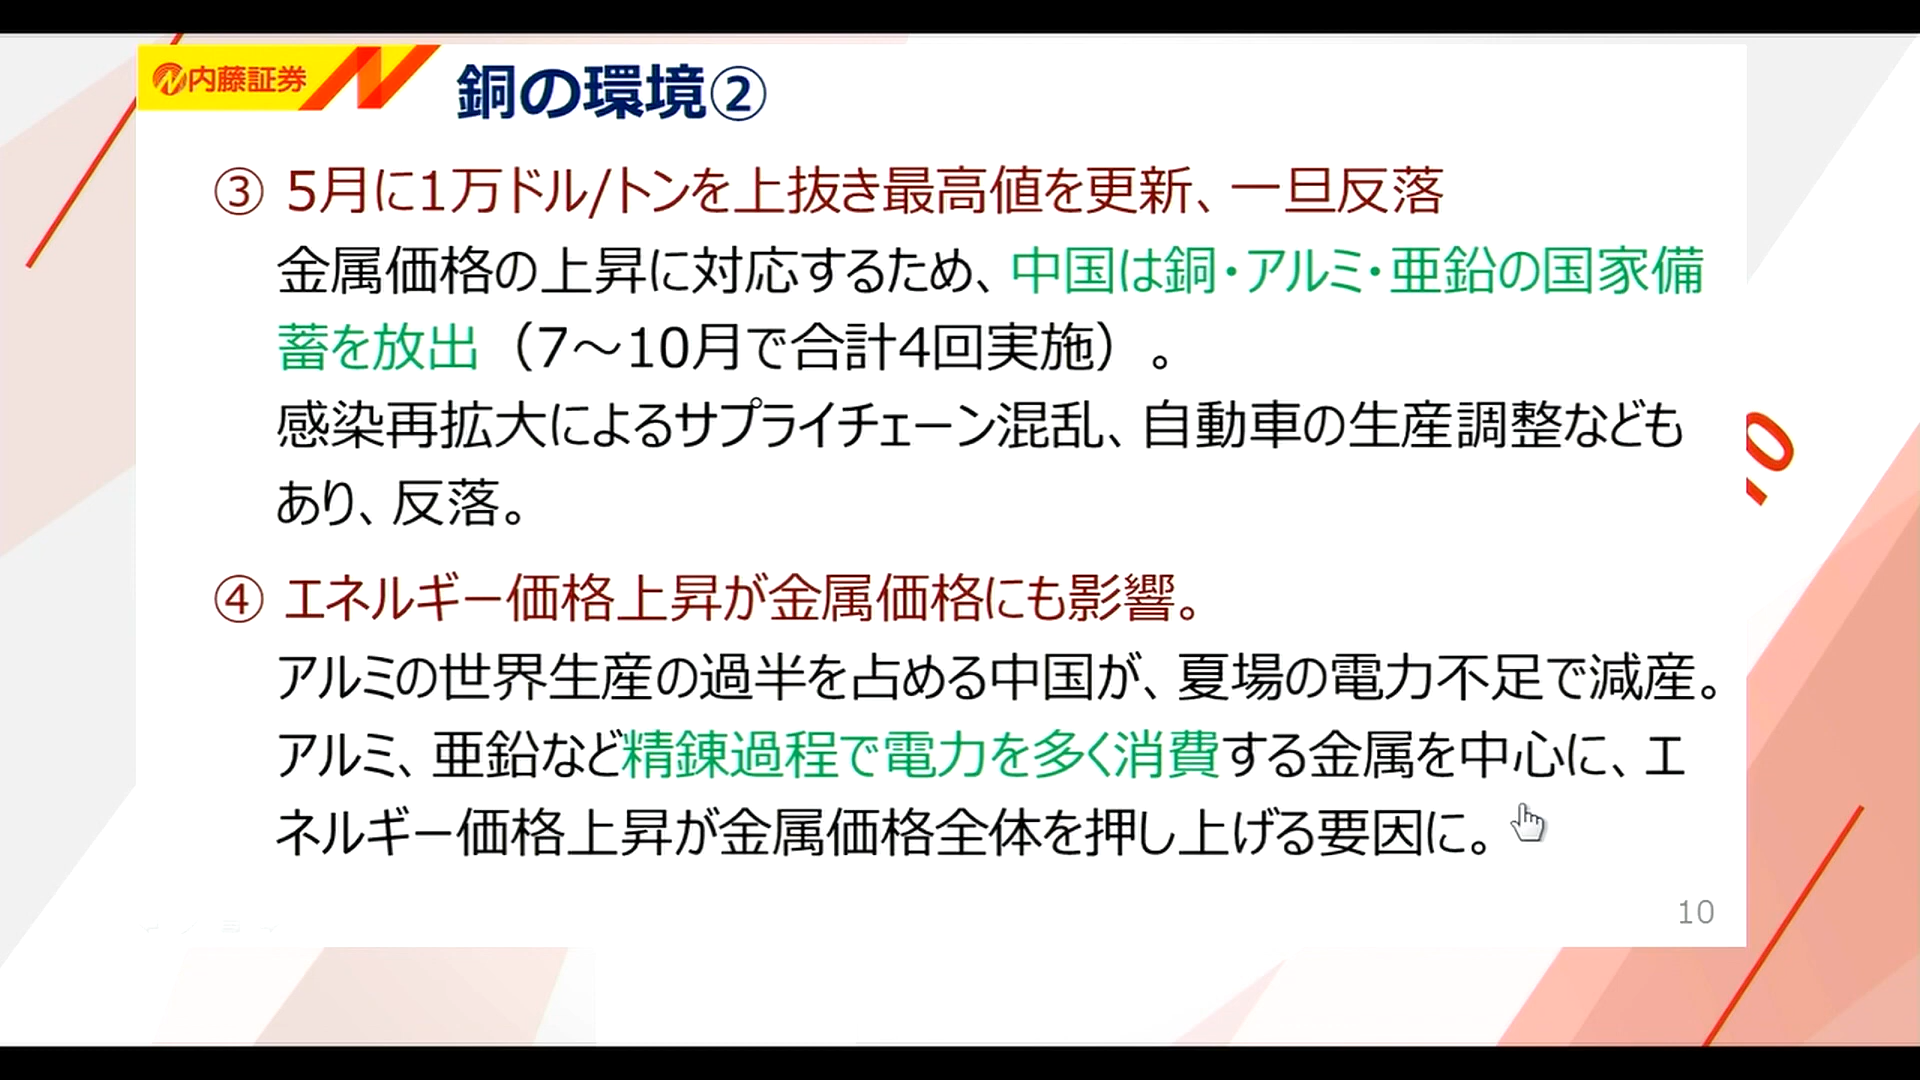 内藤証券
銅の環境②
③ 5月に1万ドル/トンを上抜き最高値を更新、一旦反落
金属価格の上昇に対応するため、中国は銅・アルミ・亜鉛の国家備
蓄を放出（7～10月で合計4回実施）。
感染再拡大によるサプライチェーン混乱、自動車の生産調整なども
あり、反落。
④ エネルギー価格上昇が金属価格にも影響。
アルミの世界生産の過半を占める中国が、夏場の電力不足で減産。
アルミ、亜鉛など精錬過程で電力を多く消費する金属を中心に、エ
ネルギー価格上昇が金属価格全体を押し上げる要因に。
10